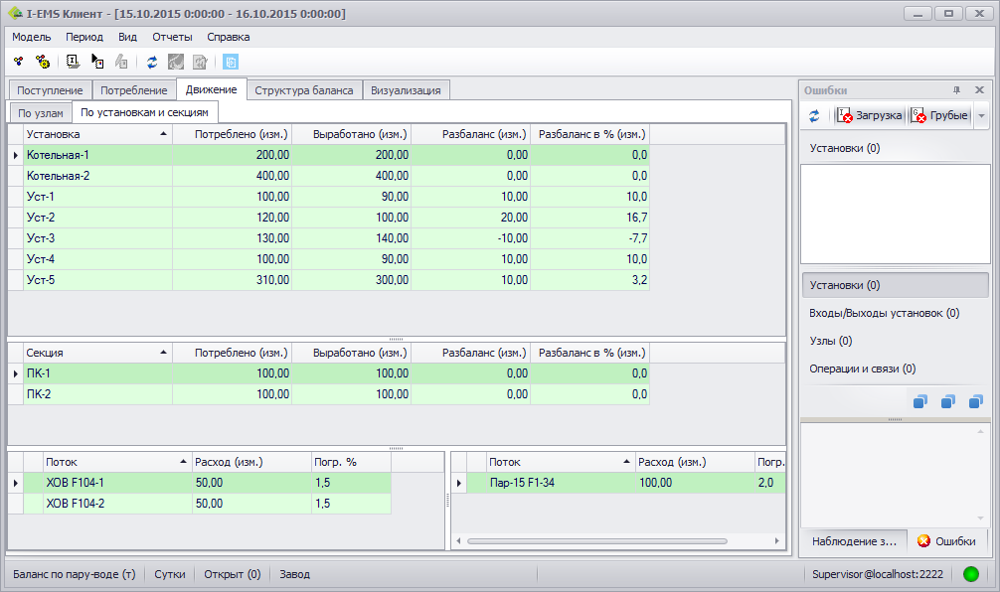 I-EMS Клиент - [15.10.2015 0:00:00 - 16.10.2015 0:00:00]
Модель Период Вид Отчеты Справка
Поступление Потребление Движение Структура баланса Визуализация
По узлам По установкам и секциям
Установка Потреблено (изм.) Выработано (изм.) Разбаланс (изм.) Разбаланс в % (изм.)
Котельная-1 200,00 200,00 0,00 0,0
Котельная-2 400,00 400,00 0,00 0,0
Уст-1 100,00 90,00 10,00 10,0
Уст-2 120,00 100,00 20,00 16,7
Уст-3 130,00 140,00 -10,00 -7,7
Уст-4 100,00 90,00 10,00 10,0
Уст-5 310,00 300,00 10,00 3,2
Секция Потреблено (изм.) Выработано (изм.) Разбаланс (изм.) Разбаланс в % (изм.)
ПК-1 100,00 100,00 0,00 0,0
ПК-2 100,00 100,00 0,00 0,0
Поток Расход (изм.) Погр. %
ХОВ F104-1 50,00 1,5
ХОВ F104-2 50,00 1,5
Поток Расход (изм.) Погр.
Пар-15 F1-34 100,00 2,0
Ошибки
Загрузка Грубые
Установки (0)
Установки (0)
Входы/Выходы установок (0)
Узлы (0)
Операции и связи (0)
Наблюдение з... Ошибки
Баланс по пару-воде (т) Сутки Открыт (0) Завод Supervisor@localhost:2222